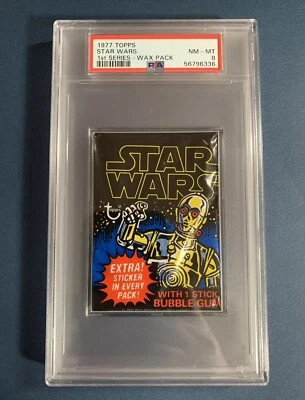 1977 TOPPS
STAR WARS
1st SERIES - WAX PACK
NM - MT
8
PSA
56796336
STAR
WARS
EXTRA!
STICKER
IN EVERY
PACK!
WITH 1 STICK
BUBBLE GUM